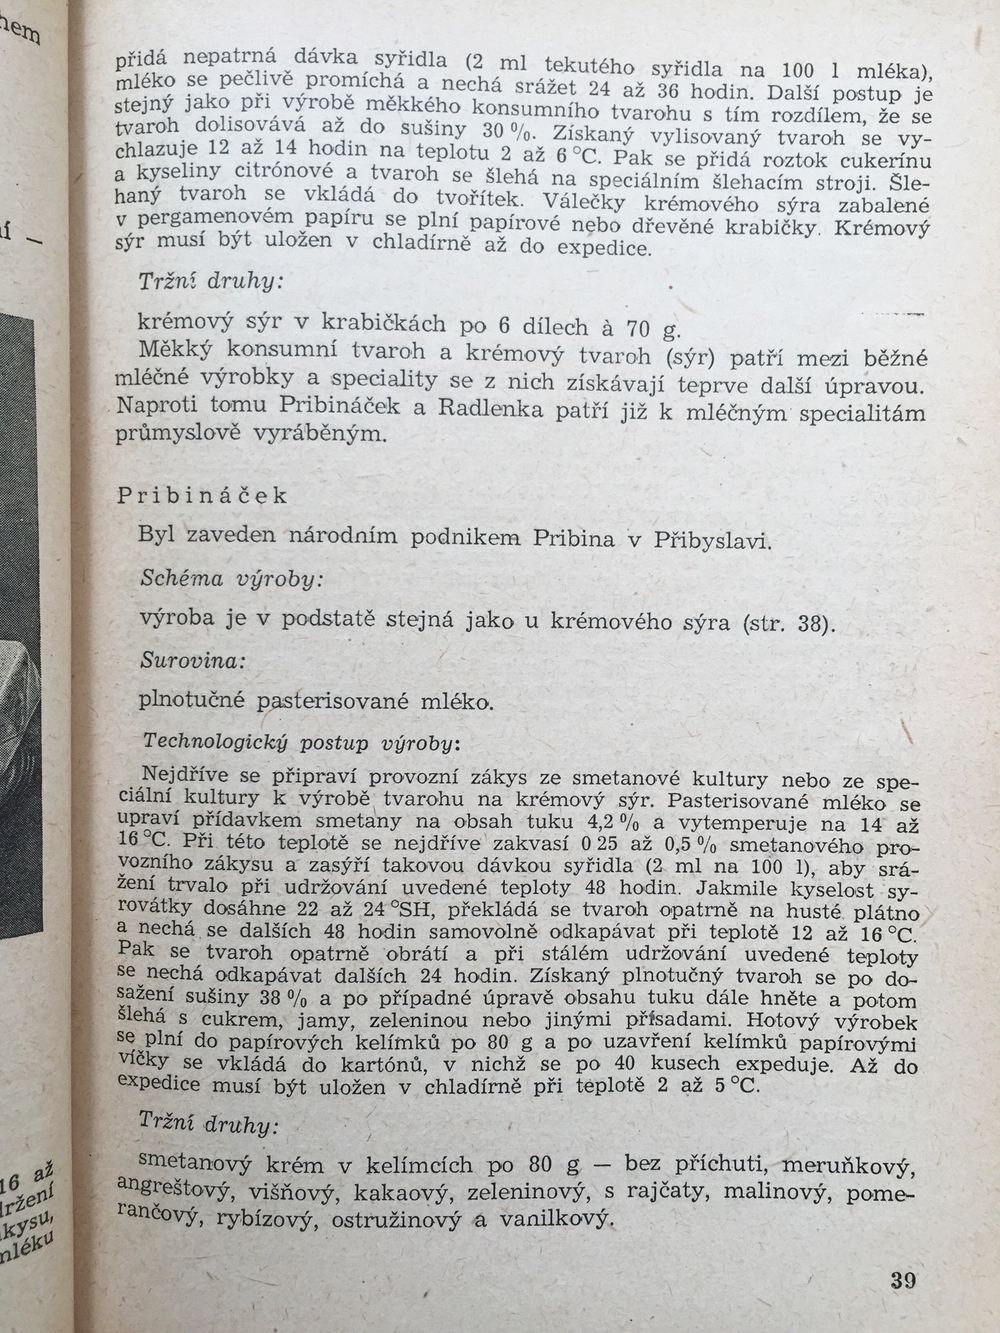 hem
přidá nepatrná dávka syřidla (2 ml tekutého syřidla na 100 l mléka),
mléko se pečlivě promíchá a nechá srážet 24 až 36 hodin. Další postup je
stejný jako při výrobě měkkého konsumního tvarohu s tím rozdílem, že se
tvaroh dolisovává až do sušiny 30 %. Získaný vylisovaný tvaroh se vy-
chlazuje 12 až 14 hodin na teplotu 2 až 6 °C. Pak se přidá roztok cukerínu
a kyseliny citrónové a tvaroh se šlehá na speciálním šlehacím stroji. Šle-
haný tvaroh se vkládá do tvořítek. Válečky krémového sýra zabalené
v pergamenovém papíru se plní papírové nebo dřevěné krabičky. Krémový
sýr musí být uložen v chladírně až do expedice.
Tržní druhy:
krémový sýr v krabičkách po 6 dílech à 70 g.
Měkký konsumní tvaroh a krémový tvaroh (sýr) patří mezi běžné
mléčné výrobky a speciality se z nich získávají teprve další úpravou.
Naproti tomu Pribináček a Radlenka patří již k mléčným specialitám
průmyslově vyráběným.
Pribináček
Byl zaveden národním podnikem Pribina v Přibyslavi.
Schéma výroby:
výroba je v podstatě stejná jako u krémového sýra (str. 38).
Surovina:
plnotučné pasterisované mléko.
Technologický postup výroby:
Nejdříve se připraví provozní zákys ze smetanové kultury nebo ze spe-
ciální kultury k výrobě tvarohu na krémový sýr. Pasterisované mléko se
upraví přídavkem smetany na obsah tuku 4,2 % a vytemperuje na 14 až
16 °C. Při této teplotě se nejdříve zakvasí 0 25 až 0,5 % smetanového pro-
vozního zákysu a zasýří takovou dávkou syřidla (2 ml na 100 l), aby srá-
žení trvalo při udržování uvedené teploty 48 hodin. Jakmile kyselost sy-
rovátky dosáhne 22 až 24 °SH, překládá se tvaroh opatrně na husté plátno
a nechá se dalších 48 hodin samovolně odkapávat při teplotě 12 až 16 °C.
Pak se tvaroh opatrně obrátí a při stálém udržování uvedené teploty
se nechá odkapávat dalších 24 hodin. Získaný plnotučný tvaroh se po do-
sažení sušiny 38 % a po případné úpravě obsahu tuku dále hněte a potom
šlehá s cukrem, jamy, zeleninou nebo jinými přísadami. Hotový výrobek
se plní do papírových kelímků po 80 g a po uzavření kelímků papírovými
víčky se vkládá do kartónů, v nichž se po 40 kusech expeduje. Až do
expedice musí být uložen v chladírně při teplotě 2 až 5 °C.
Tržní druhy:
smetanový krém v kelímcích po 80 g — bez příchuti, meruňkový,
angreštový, višňový, kakaový, zeleninový, s rajčaty, malinový, pome-
rančový, rybízový, ostružinový a vanilkový.
39
16 až
držení
kysu,
mléku